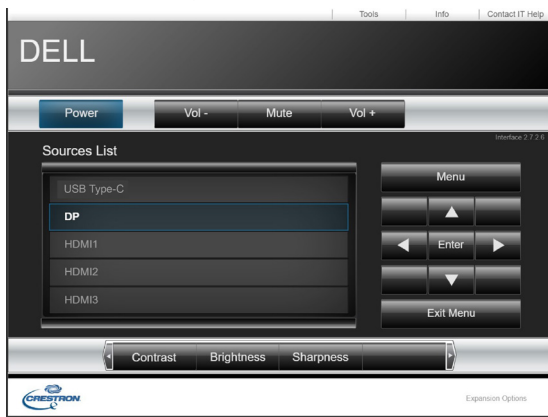 Tools Info Contact IT Help
DELL
Power Vol - Mute Vol +
Interface 2.7.2.6
Sources List
USB Type-C
DP
HDMI1
HDMI2
HDMI3
Menu
Enter
Exit Menu
Contrast Brightness Sharpness
CRESTRON
Expansion Options